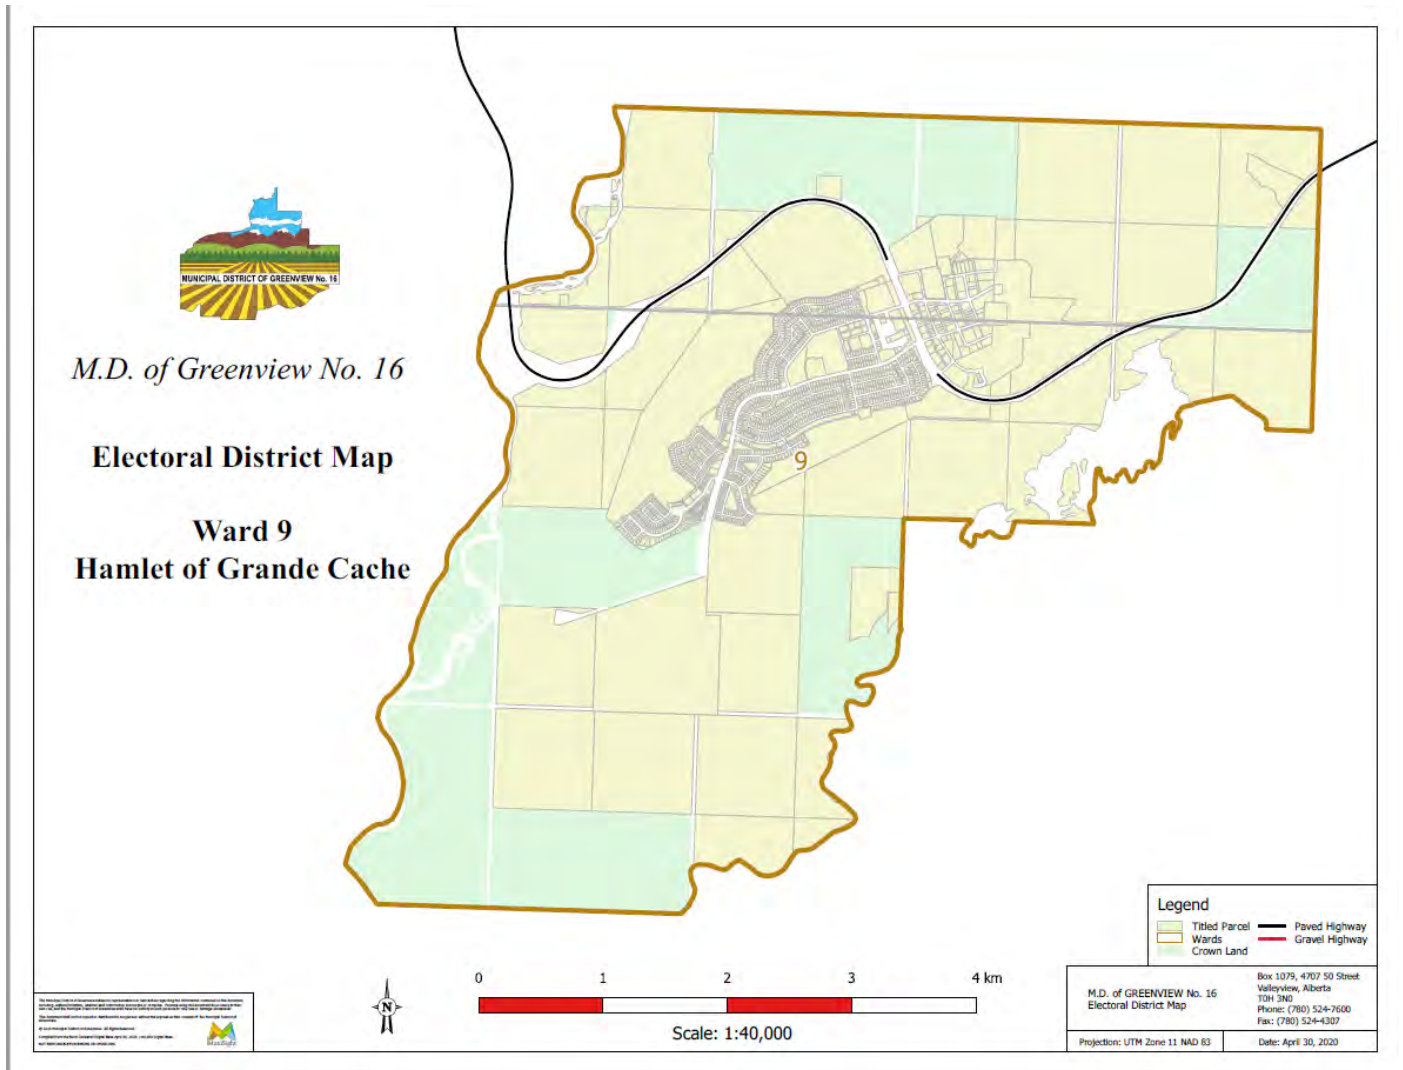 MUNICIPAL DISTRICT OF GREENVIEW No. 16
M.D. of Greenview No. 16
Electoral District Map
Ward 9
Hamlet of Grande Cache
9
Legend
Titled Parcel
Wards
Crown Land
Paved Highway
Gravel Highway
N
0 1 2 3 4 km
Scale: 1:40,000
M.D. of GREENVIEW No. 16
Electoral District Map
Box 1079, 4707 50 Street
Valleyview, Alberta
T0H 3N0
Phone: (780) 524-7600
Fax: (780) 524-4307
Projection: UTM Zone 11 NAD 83
Date: April 30, 2020